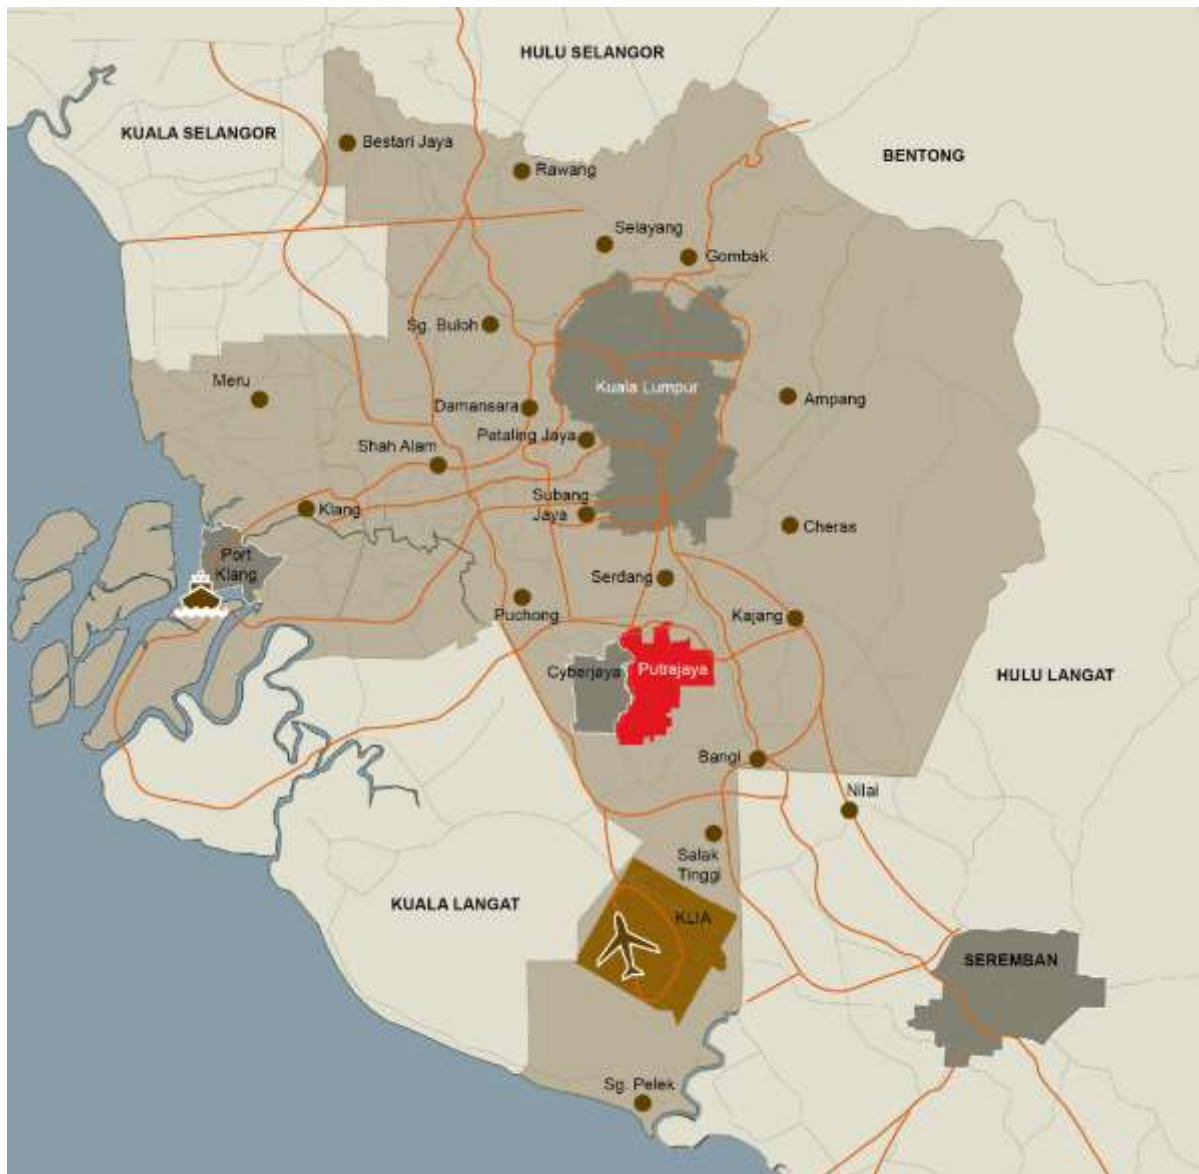 HULU SELANGOR
KUALA SELANGOR
Bestari Jaya
BENTONG
Rawang
Selayang
Gombak
Sg. Buloh
Meru
Kuala Lumpur
Damansara
Ampang
Petaling Jaya
Shah Alam
Subang
Jaya
Klang
Cheras
Port
Klang
Serdang
Puchong
Kajang
Cyberjaya
Putrajaya
HULU LANGAT
Bangi
Nilai
Salak
Tinggi
KUALA LANGAT
KLIA
SEREMBAN
Sg. Pelek